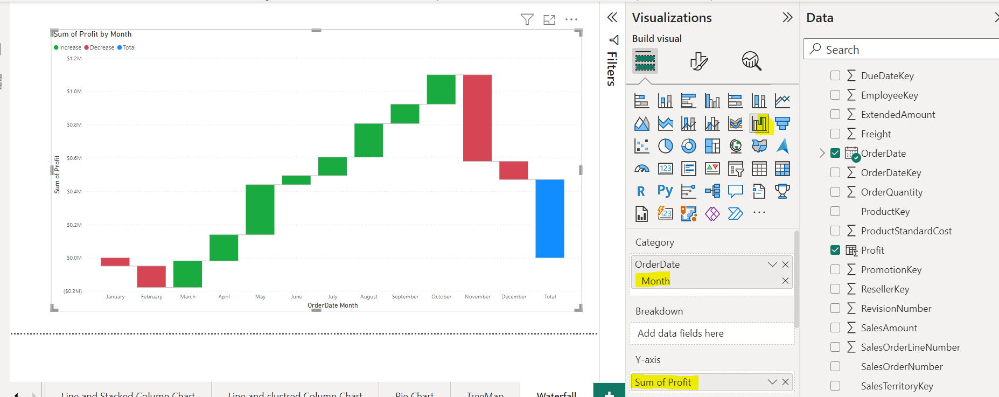 Sum of Profit by Month
Increase Decrease Total
$1.2M
$1.0M
$0.8M
$0.6M
$0.4M
$0.2M
$0.0M
($0.2M)
Sum of Profit
January February March April May June July August September October November December Total
OrderDate Month
Filters
Visualizations
Build visual
123
R Py
123
Category
OrderDate
Month
Breakdown
Add data fields here
Y-axis
Sum of Profit
Data
Search
DueDateKey
EmployeeKey
ExtendedAmount
Freight
OrderDate
OrderDateKey
OrderQuantity
ProductKey
ProductStandardCost
Profit
PromotionKey
ResellerKey
RevisionNumber
SalesAmount
SalesOrderLineNumber
SalesOrderNumber
SalesTerritoryKey
Line and Stacked Column Chart Line and clustred Column Chart Pie Chart TreeMap Waterfall